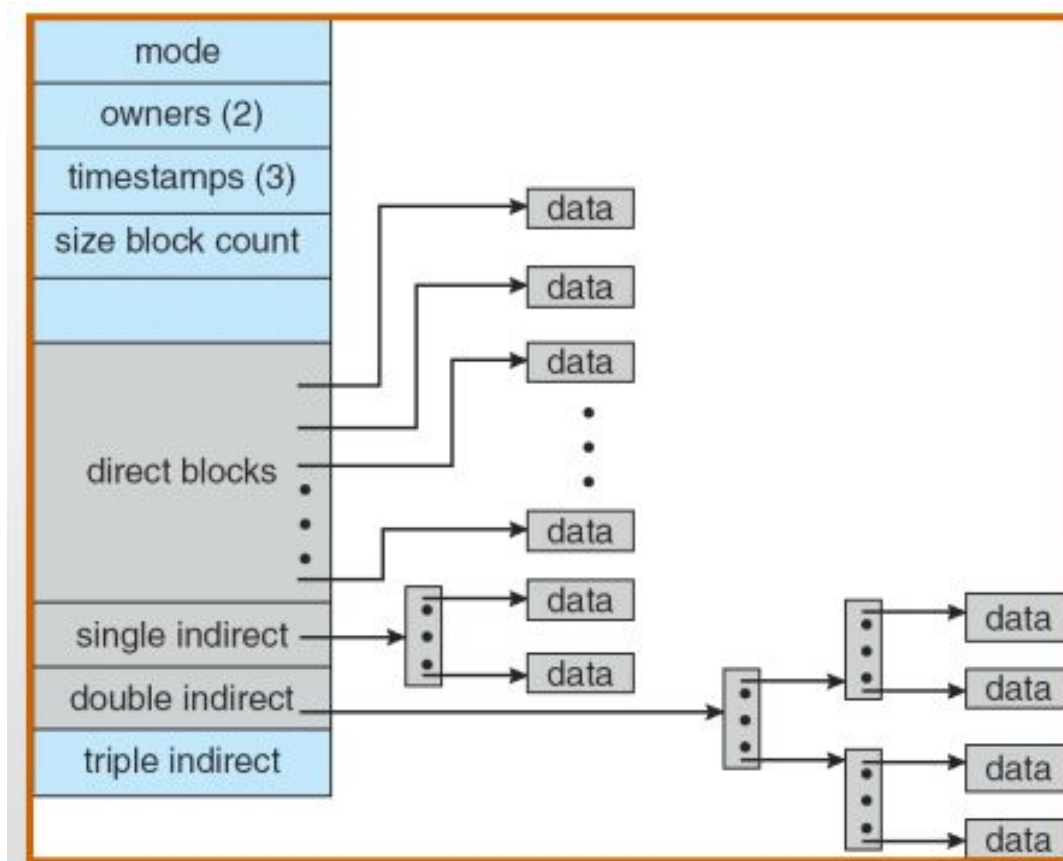 mode
owners (2)
timestamps (3)
size block count
direct blocks
single indirect
double indirect
triple indirect
data
data
data
data
data
data
data
data
data
data